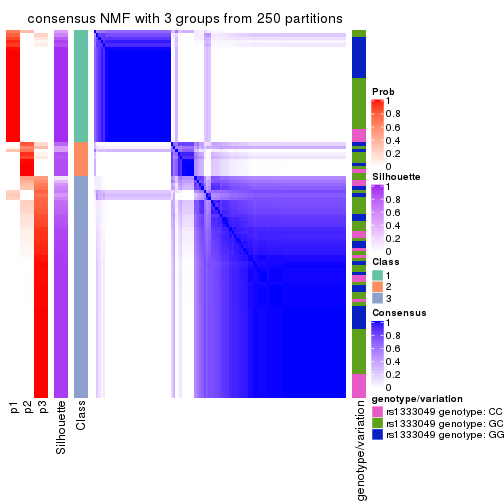 consensus NMF with 3 groups from 250 partitions
Prob
1
0.8
0.6
0.4
0.2
0
Silhouette
1
0.8
0.6
0.4
0.2
0
Class
1
2
3
Consensus
1
0.8
0.6
0.4
0.2
0
genotype/variation
rs1333049 genotype: CC
rs1333049 genotype: GC
rs1333049 genotype: GG
p1
p2
p3
Silhouette
Class
genotype/variation